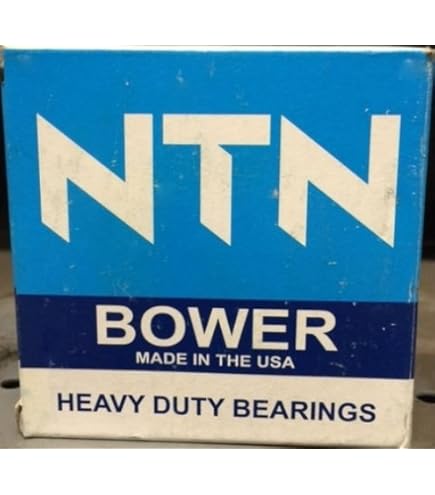 NTN
BOWER
MADE IN THE USA
HEAVY DUTY BEARINGS